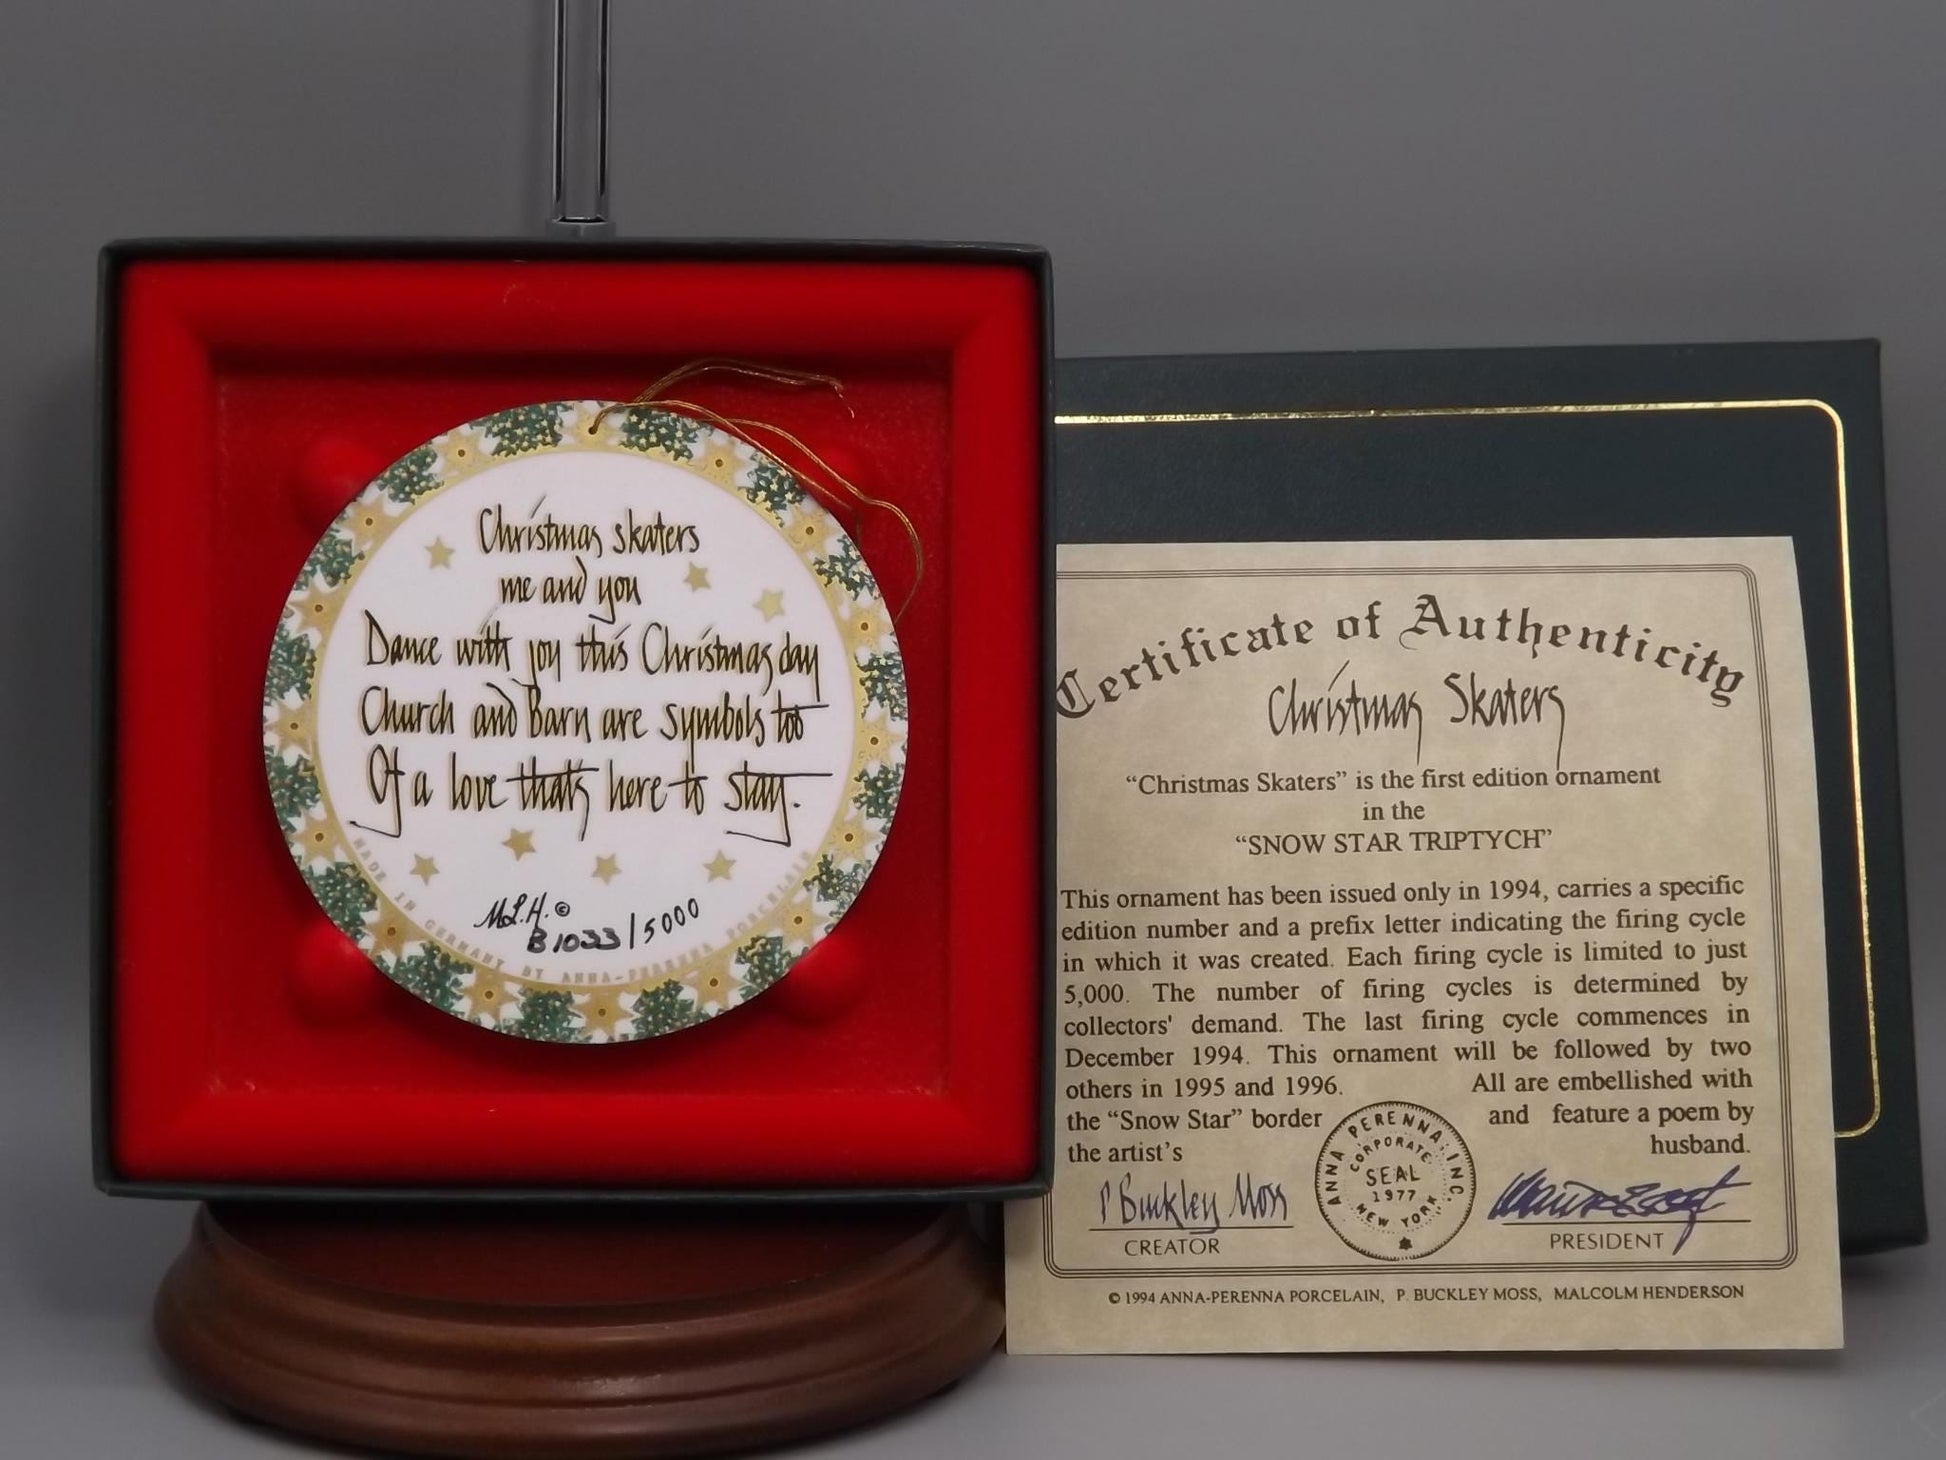 Christmas skaters
me and you
Dance with joy this Christmas day
Church and Barn are symbols too
Of a love that's here to stay.
M.L.H. ©
B 1033/5000
MADE IN GERMANY BY ANNA-PERENNA PORCELAIN
Certificate of Authenticity
Christmas Skaters
“Christmas Skaters” is the first edition ornament
in the
“SNOW STAR TRIPTYCH”
This ornament has been issued only in 1994, carries a specific
edition number and a prefix letter indicating the firing cycle
in which it was created. Each firing cycle is limited to just
5,000. The number of firing cycles is determined by
collectors' demand. The last firing cycle commences in
December 1994. This ornament will be followed by two
others in 1995 and 1996. All are embellished with
the “Snow Star” border and feature a poem by
the artist’s husband.
P Buckley Moss
CREATOR
ANNA PERENNA, INC.
CORPORATE
SEAL
1977
NEW YORK
PRESIDENT
© 1994 ANNA-PERENNA PORCELAIN, P. BUCKLEY MOSS, MALCOLM HENDERSON